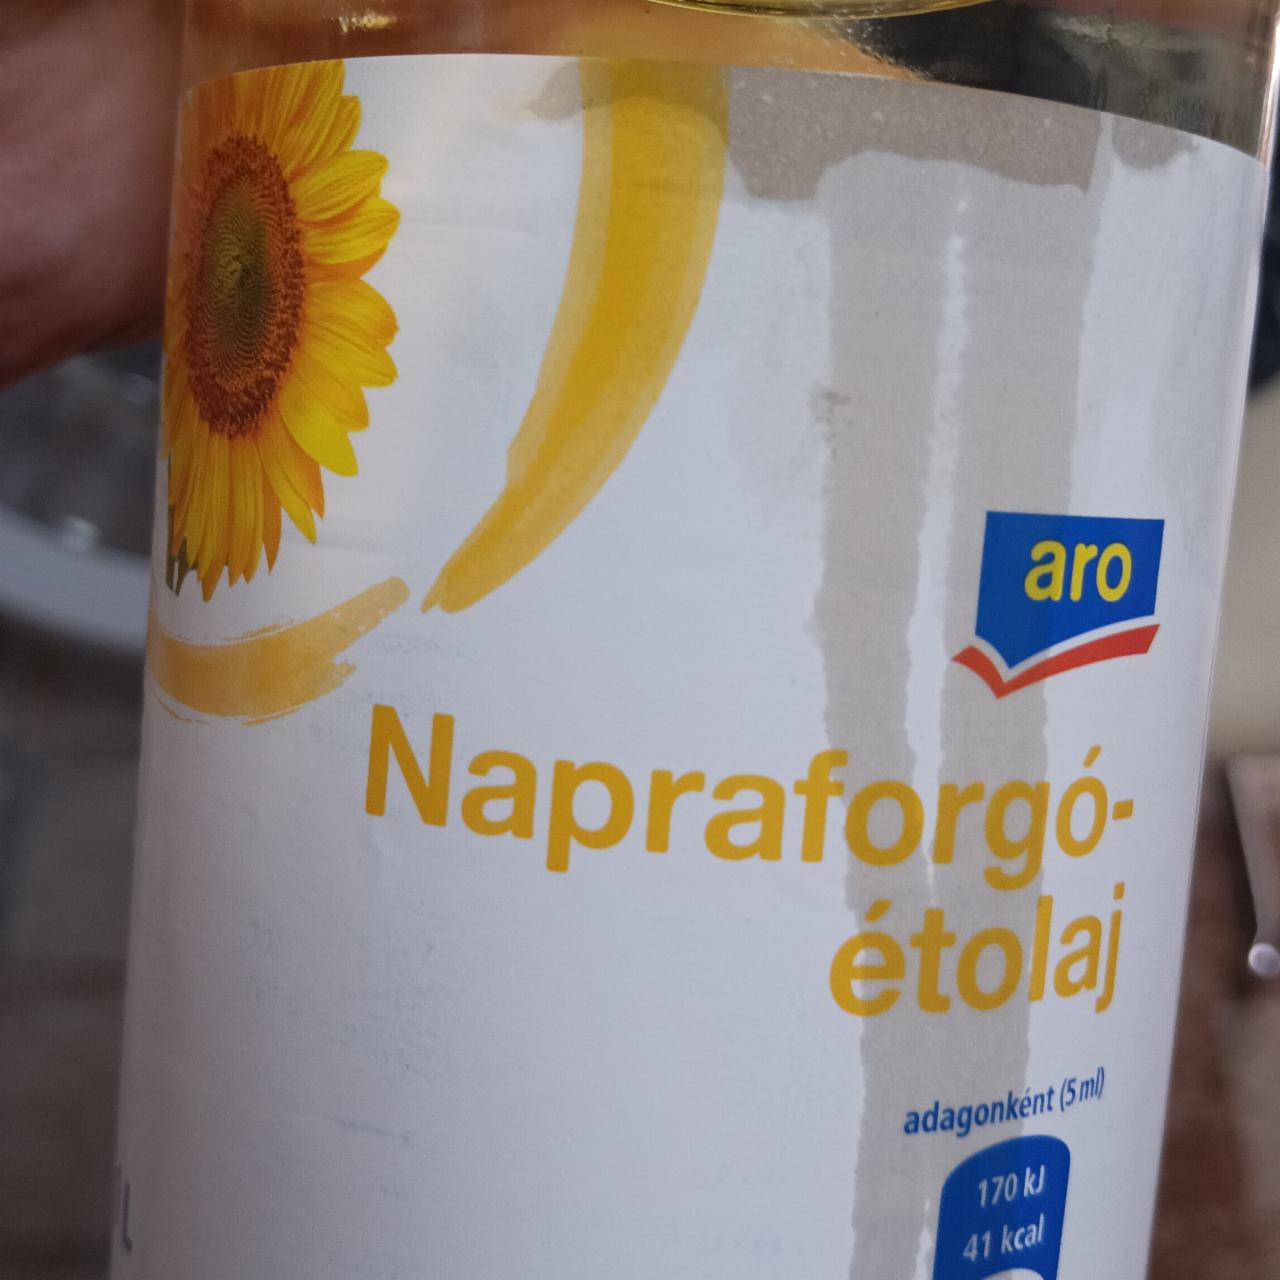 aro
Napraforgó-
étolaj
adagonként (5 ml)
170 kJ
41 kcal
L